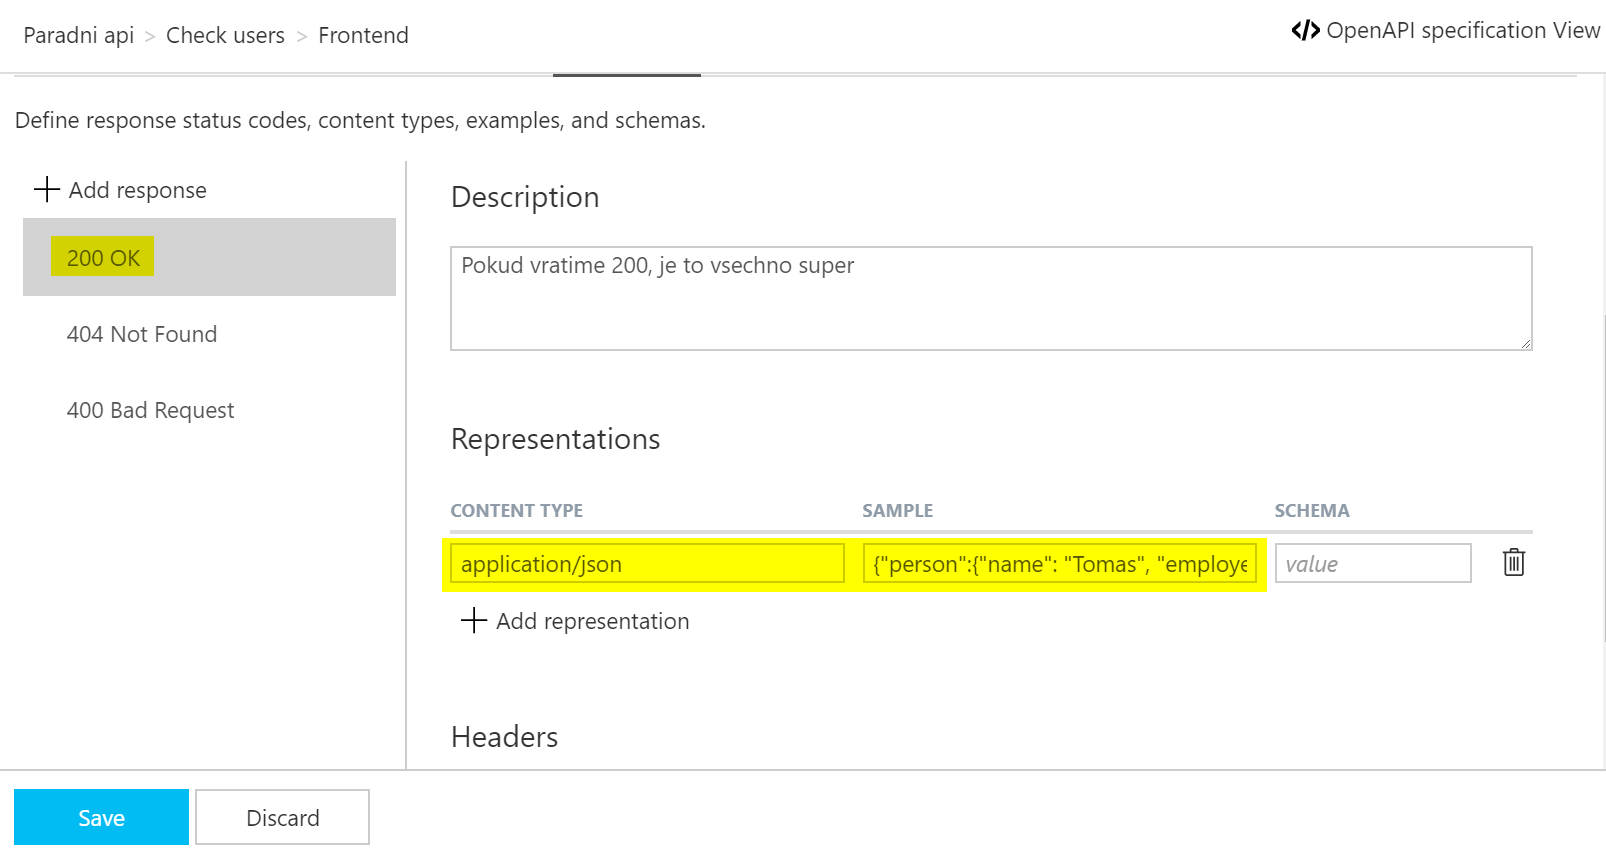 Paradni api > Check users > Frontend
</> OpenAPI specification View
Define response status codes, content types, examples, and schemas.
Add response
200 OK
404 Not Found
400 Bad Request
Description
Pokud vratime 200, je to vsechno super
Representations
CONTENT TYPE SAMPLE SCHEMA
application/json {"person":{"name": "Tomas", "employe value
Add representation
Headers
Save Discard